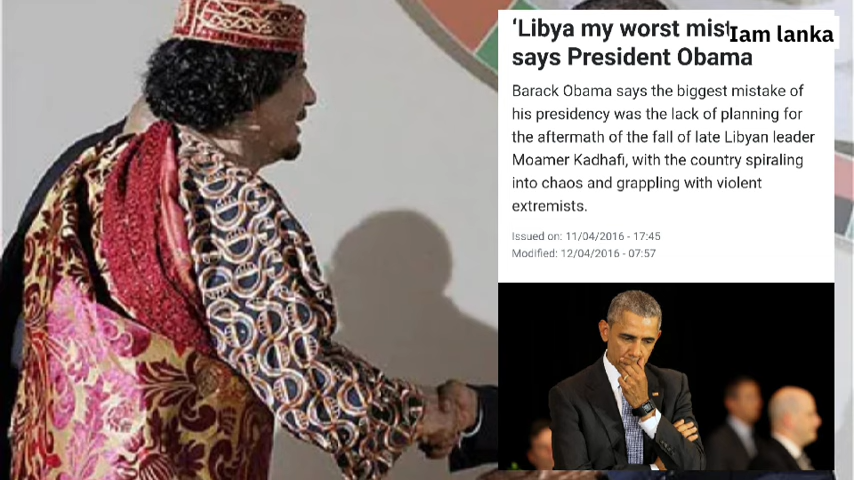 ‘Libya my worst mist
Iam lanka
says President Obama
Barack Obama says the biggest mistake of
his presidency was the lack of planning for
the aftermath of the fall of late Libyan leader
Moamer Kadhafi, with the country spiraling
into chaos and grappling with violent
extremists.
Issued on: 11/04/2016 - 17:45
Modified: 12/04/2016 - 07:57